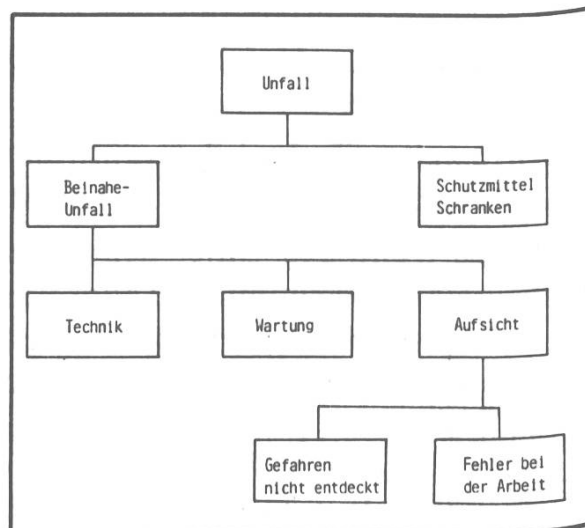 Unfall
Beinahe-
Unfall
Schutzmittel
Schranken
Technik
Wartung
Aufsicht
Gefahren
nicht entdeckt
Fehler bei
der Arbeit